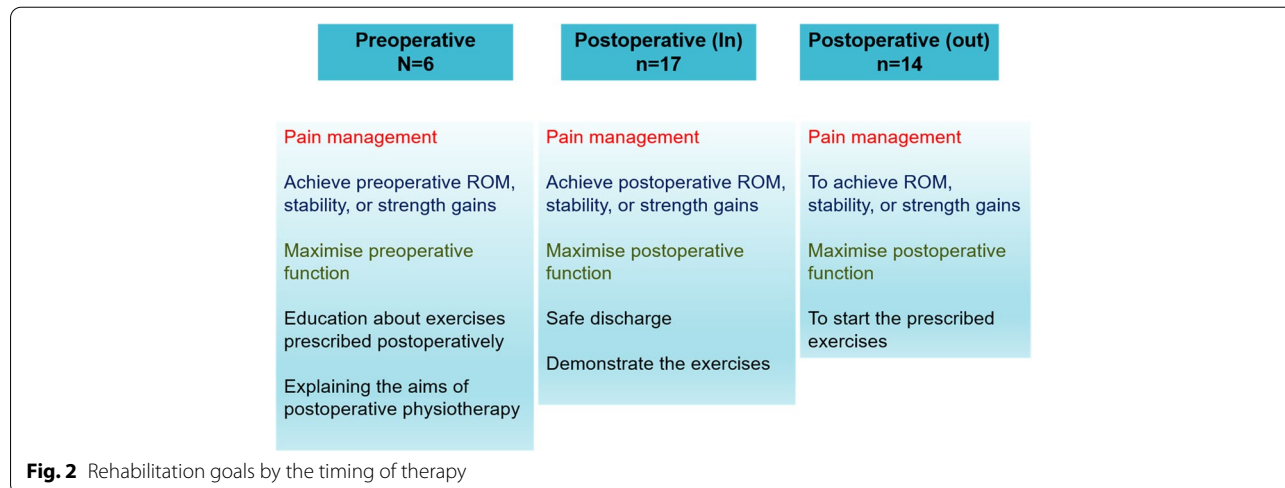 Preoperative
N=6
Postoperative (In)
n=17
Postoperative (out)
n=14
Pain management
Achieve preoperative ROM,
stability, or strength gains
Maximise preoperative
function
Education about exercises
prescribed postoperatively
Explaining the aims of
postoperative physiotherapy
Pain management
Achieve postoperative ROM,
stability, or strength gains
Maximise postoperative
function
Safe discharge
Demonstrate the exercises
Pain management
To achieve ROM,
stability, or strength gains
Maximise postoperative
function
To start the prescribed
exercises
Fig. 2 Rehabilitation goals by the timing of therapy